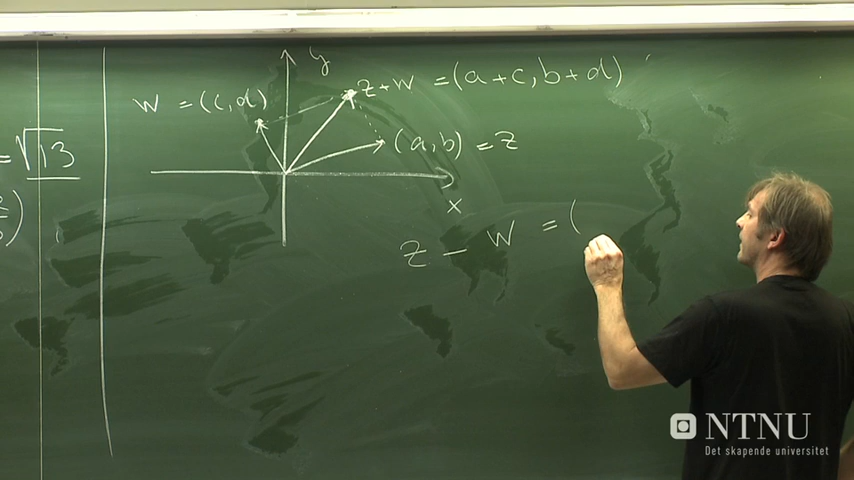 y
z+w = (a+c, b+d)
w = (c,d)
(a,b) = z
= √13
x
z - w = (
NTNU
Det skapende universitet